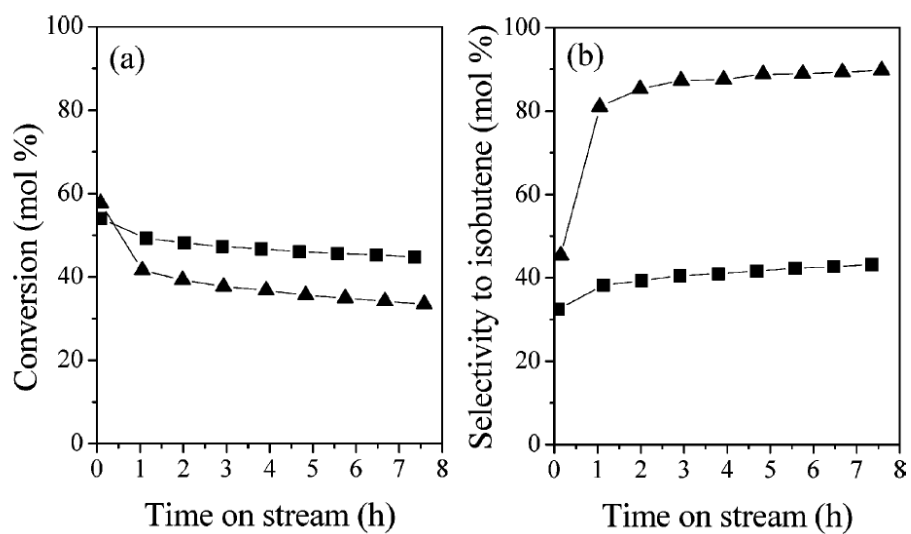 (a)
Conversion (mol %)
100
80
60
40
20
0
0 1 2 3 4 5 6 7 8
Time on stream (h)
(b)
Selectivity to isobutene (mol %)
100
80
60
40
20
0
0 1 2 3 4 5 6 7 8
Time on stream (h)